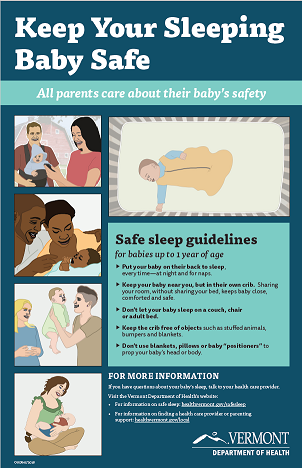 Keep Your Sleeping
Baby Safe
All parents care about their baby's safety
Safe sleep guidelines
for babies up to 1 year of age
Put your baby on their back to sleep,
every time—at night and for naps.
Keep your baby near you, but in their own crib. Sharing
your room, without sharing your bed, keeps baby close,
comforted and safe.
Don't let your baby sleep on a couch, chair
or adult bed.
Keep the crib free of objects such as stuffed animals,
bumpers and blankets.
Don't use blankets, pillows or baby "positioners" to
prop your baby's head or body.
FOR MORE INFORMATION
If you have questions about your baby's sleep, talk to your health care provider.
Visit the Vermont Department of Health's website:
• For information on safe sleep: healthvermont.gov/safesleep
• For information on finding a health care provider or parenting
support: healthvermont.gov/local
VERMONT
DEPARTMENT OF HEALTH